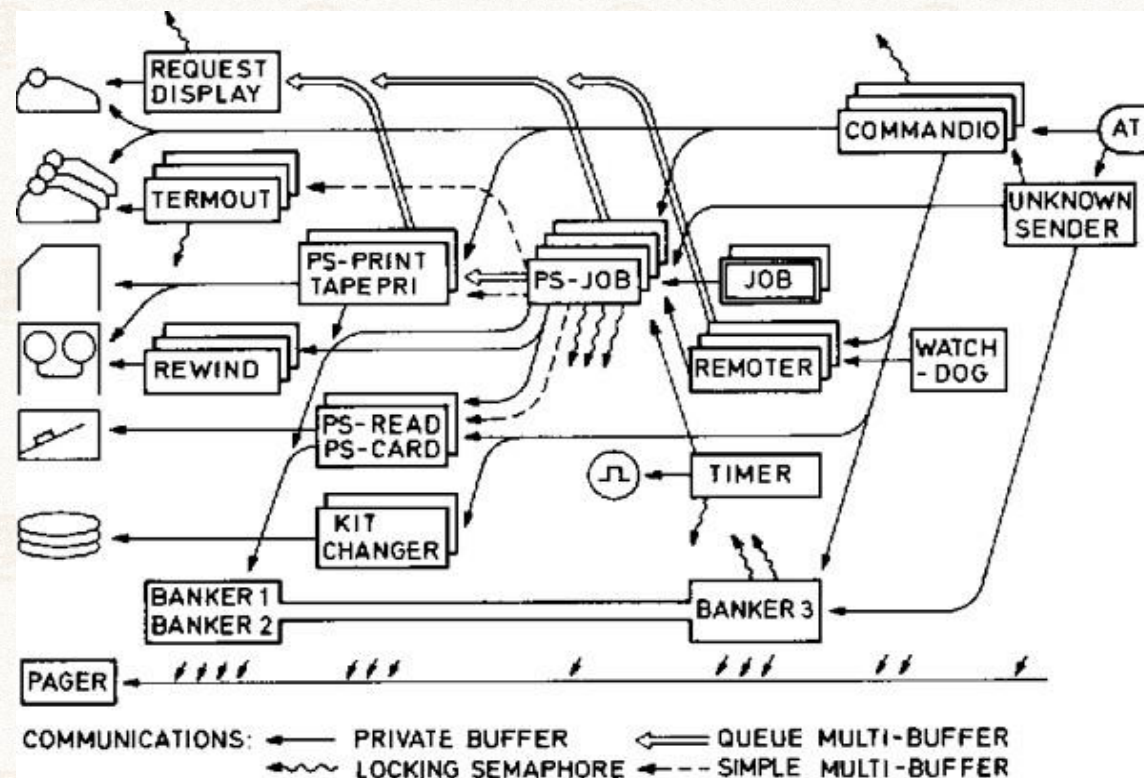 REQUEST
DISPLAY
COMMANDIO
AT
TERMOUT
UNKNOWN
SENDER
PS-PRINT
TAPEPRI
PS-JOB
JOB
REWIND
REMOTER
WATCH
-DOG
PS-READ
PS-CARD
TIMER
KIT
CHANGER
BANKER 1
BANKER 2
BANKER 3
PAGER
COMMUNICATIONS: PRIVATE BUFFER QUEUE MULTI-BUFFER
LOCKING SEMAPHORE SIMPLE MULTI-BUFFER